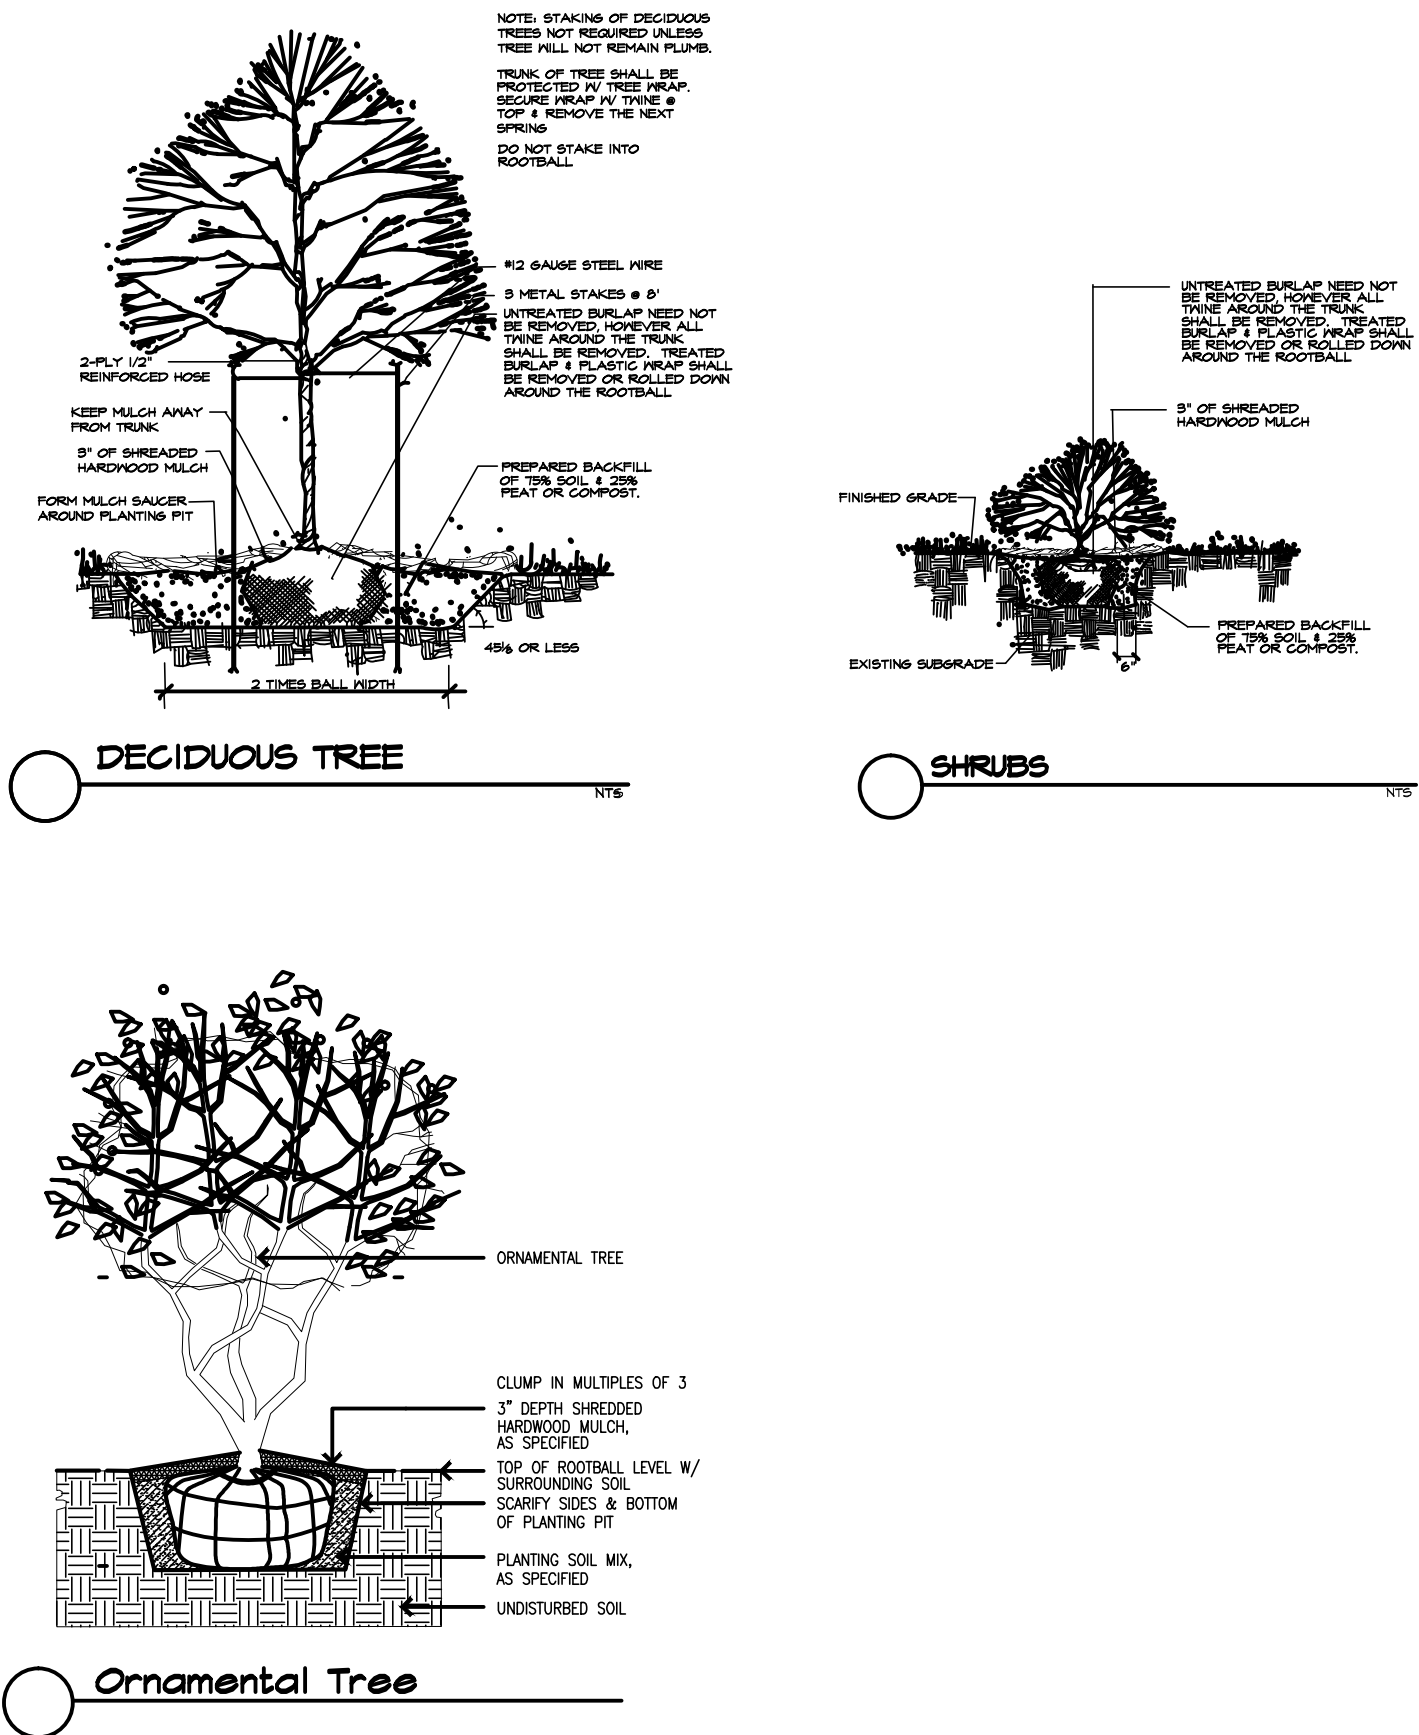 NOTE: STAKING OF DECIDUOUS
TREES NOT REQUIRED UNLESS
TREE WILL NOT REMAIN PLUMB.
TRUNK OF TREE SHALL BE
PROTECTED W/ TREE WRAP.
SECURE WRAP W/ TWINE @
TOP & REMOVE THE NEXT
SPRING
DO NOT STAKE INTO
ROOTBALL
#12 GAUGE STEEL WIRE
3 METAL STAKES @ 8'
UNTREATED BURLAP NEED NOT
BE REMOVED, HOWEVER ALL
TWINE AROUND THE TRUNK
SHALL BE REMOVED. TREATED
BURLAP & PLASTIC WRAP SHALL
BE REMOVED OR ROLLED DOWN
AROUND THE ROOTBALL
2-PLY 1/2"
REINFORCED HOSE
KEEP MULCH AWAY
FROM TRUNK
3" OF SHREADED
HARDWOOD MULCH
FORM MULCH SAUCER
AROUND PLANTING PIT
PREPARED BACKFILL
OF 75% SOIL & 25%
PEAT OR COMPOST.
45% OR LESS
2 TIMES BALL WIDTH
DECIDUOUS TREE
NTS
UNTREATED BURLAP NEED NOT
BE REMOVED, HOWEVER ALL
TWINE AROUND THE TRUNK
SHALL BE REMOVED. TREATED
BURLAP & PLASTIC WRAP SHALL
BE REMOVED OR ROLLED DOWN
AROUND THE ROOTBALL
3" OF SHREADED
HARDWOOD MULCH
FINISHED GRADE
PREPARED BACKFILL
OF 75% SOIL & 25%
PEAT OR COMPOST.
EXISTING SUBGRADE
6"
SHRUBS
NTS
ORNAMENTAL TREE
CLUMP IN MULTIPLES OF 3
3" DEPTH SHREDDED
HARDWOOD MULCH,
AS SPECIFIED
TOP OF ROOTBALL LEVEL W/
SURROUNDING SOIL
SCARIFY SIDES & BOTTOM
OF PLANTING PIT
PLANTING SOIL MIX,
AS SPECIFIED
UNDISTURBED SOIL
Ornamental Tree